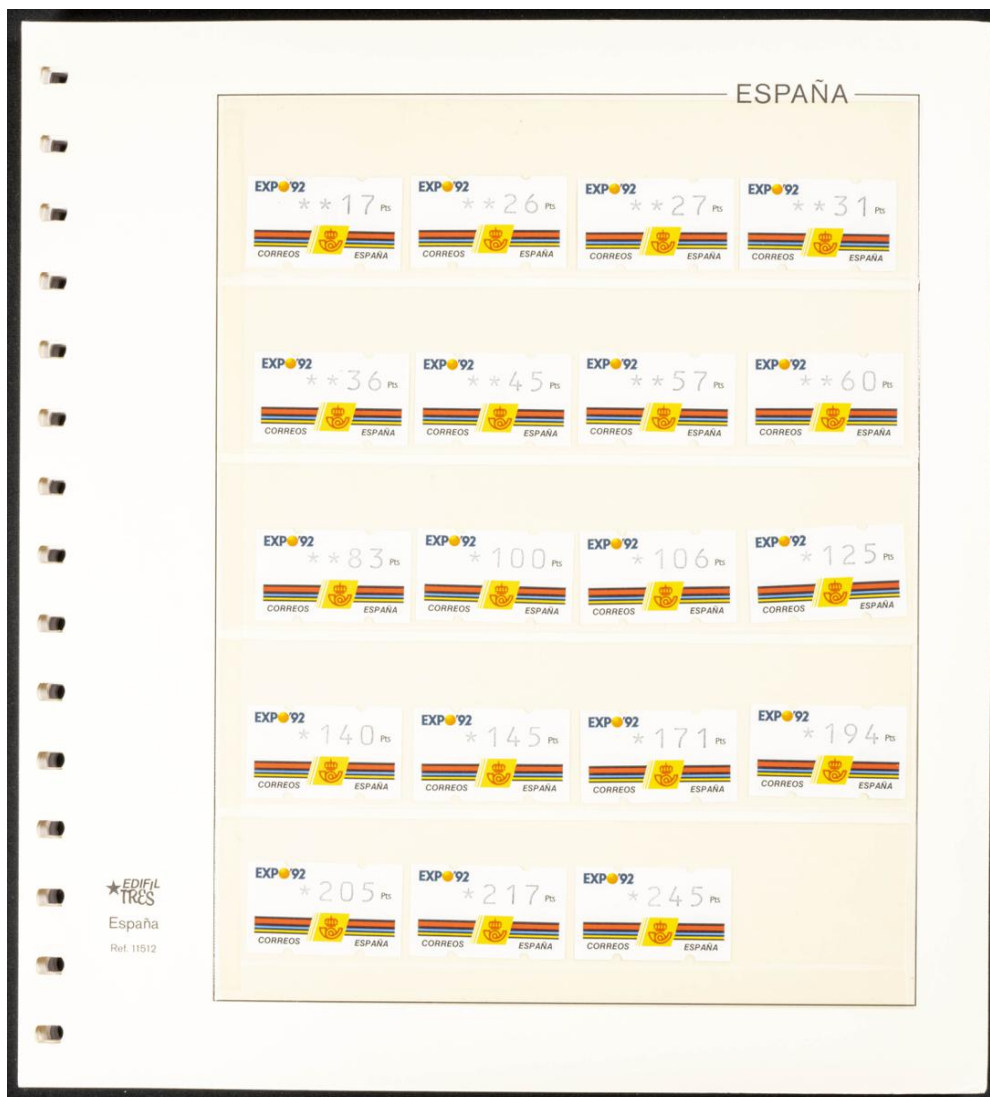 ESPAÑA
EXPO'92
**17 Pts
CORREOS ESPAÑA
EXPO'92
**26 Pts
CORREOS ESPAÑA
EXPO'92
**27 Pts
CORREOS ESPAÑA
EXPO'92
**31 Pts
CORREOS ESPAÑA
EXPO'92
**36 Pts
CORREOS ESPAÑA
EXPO'92
**45 Pts
CORREOS ESPAÑA
EXPO'92
**57 Pts
CORREOS ESPAÑA
EXPO'92
**60 Pts
CORREOS ESPAÑA
EXPO'92
**83 Pts
CORREOS ESPAÑA
EXPO'92
*100 Pts
CORREOS ESPAÑA
EXPO'92
*106 Pts
CORREOS ESPAÑA
EXPO'92
*125 Pts
CORREOS ESPAÑA
EXPO'92
*140 Pts
CORREOS ESPAÑA
EXPO'92
*145 Pts
CORREOS ESPAÑA
EXPO'92
*171 Pts
CORREOS ESPAÑA
EXPO'92
*194 Pts
CORREOS ESPAÑA
EXPO'92
*205 Pts
CORREOS ESPAÑA
EXPO'92
*217 Pts
CORREOS ESPAÑA
EXPO'92
*245 Pts
CORREOS ESPAÑA
EDIFIL
TRES
España
Ref. 11512